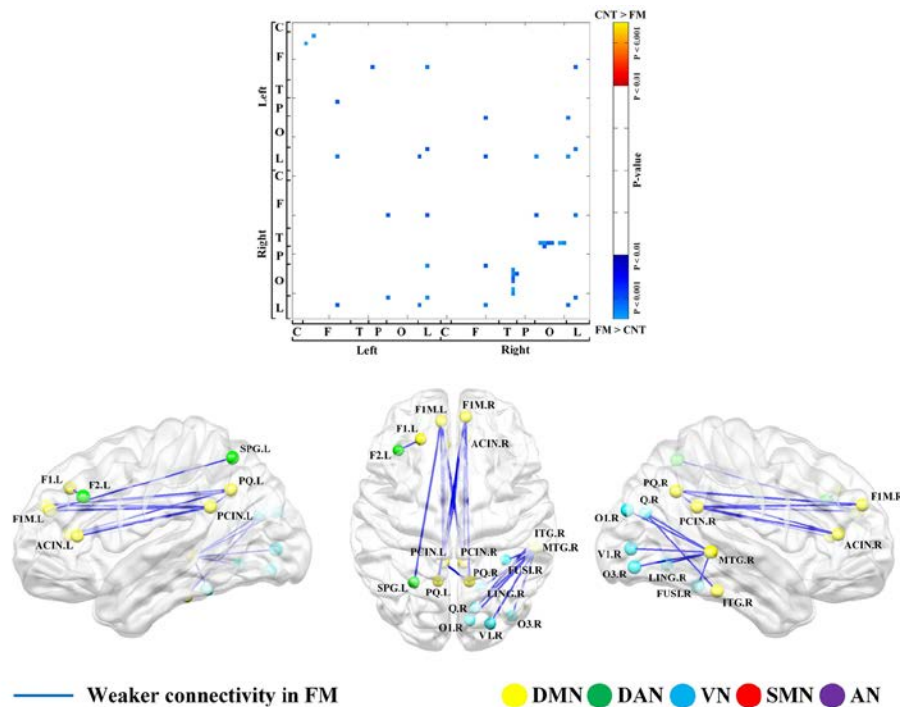 CNT > FM
P < 0.001
P < 0.01
P-value
P < 0.01
P < 0.001
FM > CNT
Left
C
F
T
P
O
L
Right
C
F
T
P
O
L
C F T P O L C F T P O L
Left Right
SPG.L
F1.L
F2.L
PQ.L
F1M.L
PCIN.L
ACIN.L
F1M.L F1M.R
F1.L
ACIN.R
F2.L
ITG.R
MTG.R
PCIN.L PCIN.R
FUSI.R
SPG.L PQ.L PQ.R
LING.R
Q.R
O1.R O3.R
V1.R
PQ.R Q.R
F1M.R
O1.R
PCIN.R
ACIN.R
V1.R
MTG.R
O3.R
LING.R
FUSI.R
ITG.R
Weaker connectivity in FM
DMN DAN VN SMN AN